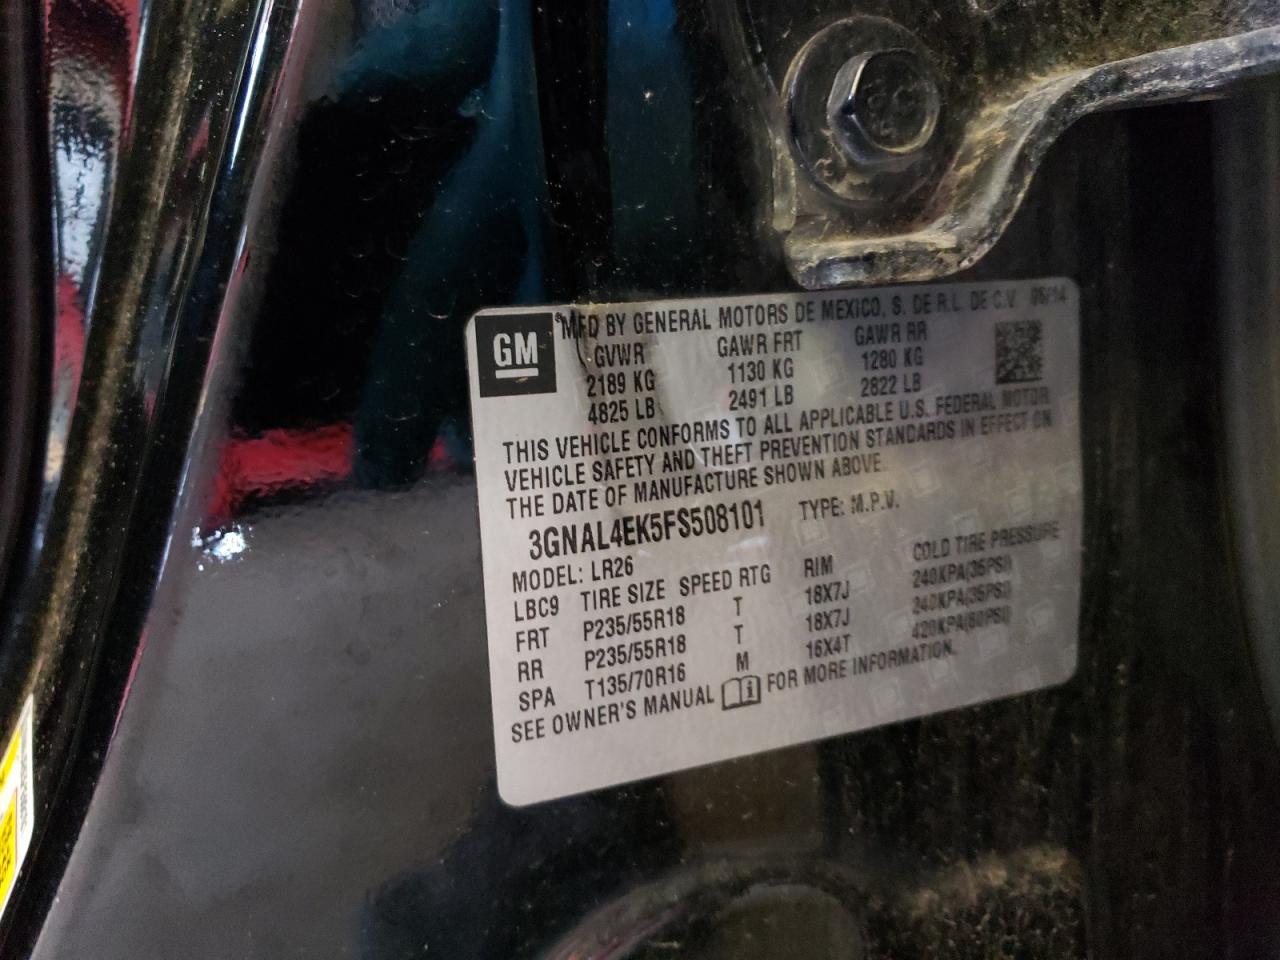 GM
®MFD BY GENERAL MOTORS DE MEXICO, S. DE R.L. DE C.V. 05/14
GVWR GAWR FRT GAWR RR
2189 KG 1130 KG 1280 KG
4825 LB 2491 LB 2822 LB
THIS VEHICLE CONFORMS TO ALL APPLICABLE U.S. FEDERAL MOTOR
VEHICLE SAFETY AND THEFT PREVENTION STANDARDS IN EFFECT ON
THE DATE OF MANUFACTURE SHOWN ABOVE.
3GNAL4EK5FS508101 TYPE: M.P.V.
MODEL: LR26
LBC9 TIRE SIZE SPEED RTG RIM COLD TIRE PRESSURE
FRT P235/55R18 T 18X7J 240KPA(35PSI)
RR P235/55R18 T 18X7J 240KPA(35PSI)
SPA T135/70R16 M 16X4T 420KPA(60PSI)
SEE OWNER'S MANUAL FOR MORE INFORMATION.